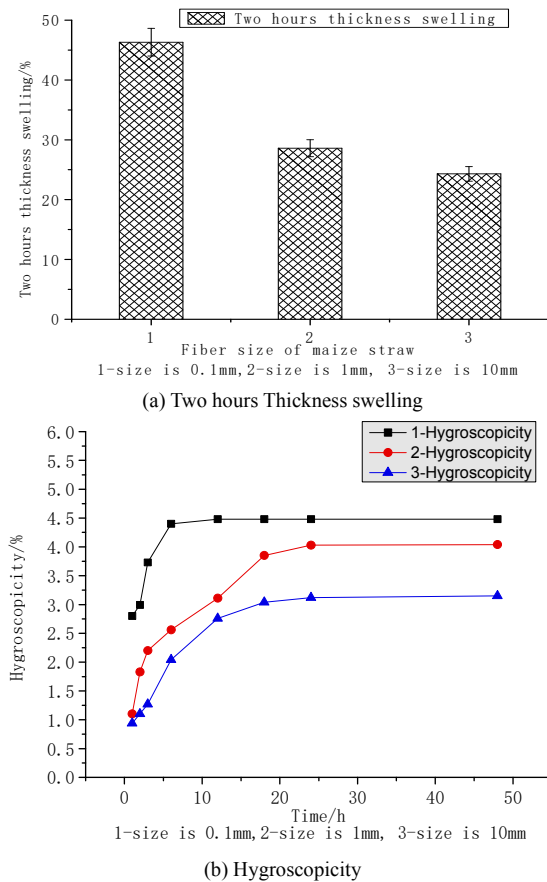 Two hours thickness swelling
50
40
30
20
10
0
Two hours thickness swelling/%
1 2 3
Fiber size of maize straw
1-size is 0.1mm,2-size is 1mm, 3-size is 10mm
(a) Two hours Thickness swelling
1-Hygroscopicity
2-Hygroscopicity
3-Hygroscopicity
6.0
5.5
5.0
4.5
4.0
3.5
3.0
2.5
2.0
1.5
1.0
0.5
0.0
Hygroscopicity/%
0 10 20 30 40 50
Time/h
1-size is 0.1mm,2-size is 1mm, 3-size is 10mm
(b) Hygroscopicity